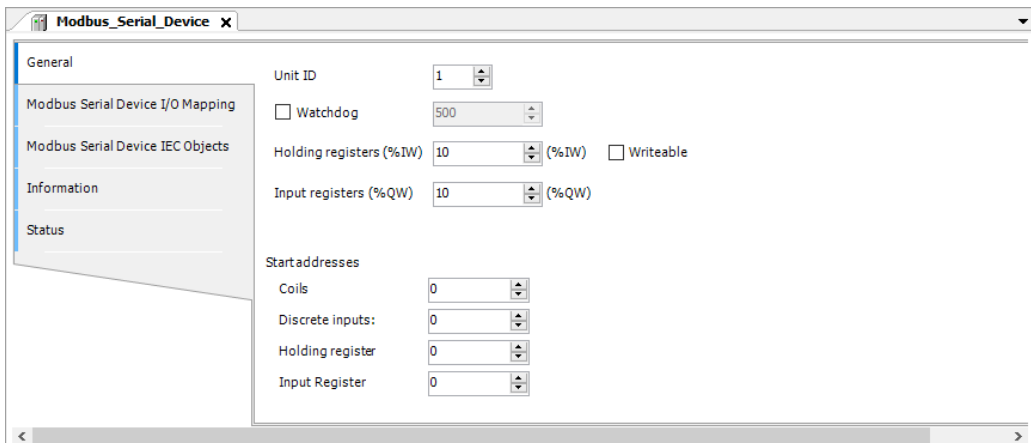 Modbus_Serial_Device X
General
Modbus Serial Device I/O Mapping
Modbus Serial Device IEC Objects
Information
Status
Unit ID 1
Watchdog 500
Holding registers (%IW) 10 (%IW) Writeable
Input registers (%QW) 10 (%QW)
Startaddresses
Coils 0
Discrete inputs: 0
Holding register 0
Input Register 0